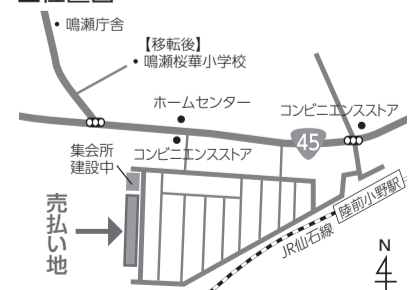 ・鳴瀬庁舎
【移転後】
・鳴瀬桜華小学校
ホームセンター
コンビニエンスストア
45
集会所
建設中
コンビニエンスストア
売払い地
陸前小野駅
JR仙石線
N
4